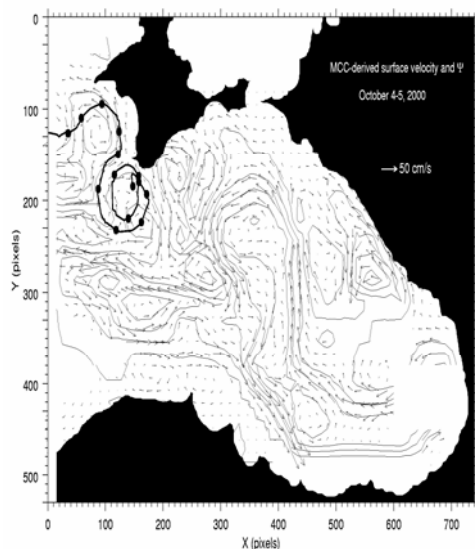 MCC-derived surface velocity and Ψ
October 4-5, 2000
50 cm/s
0
100
200
300
400
500
Y (pixels)
0 100 200 300 400 500 600 700
X (pixels)